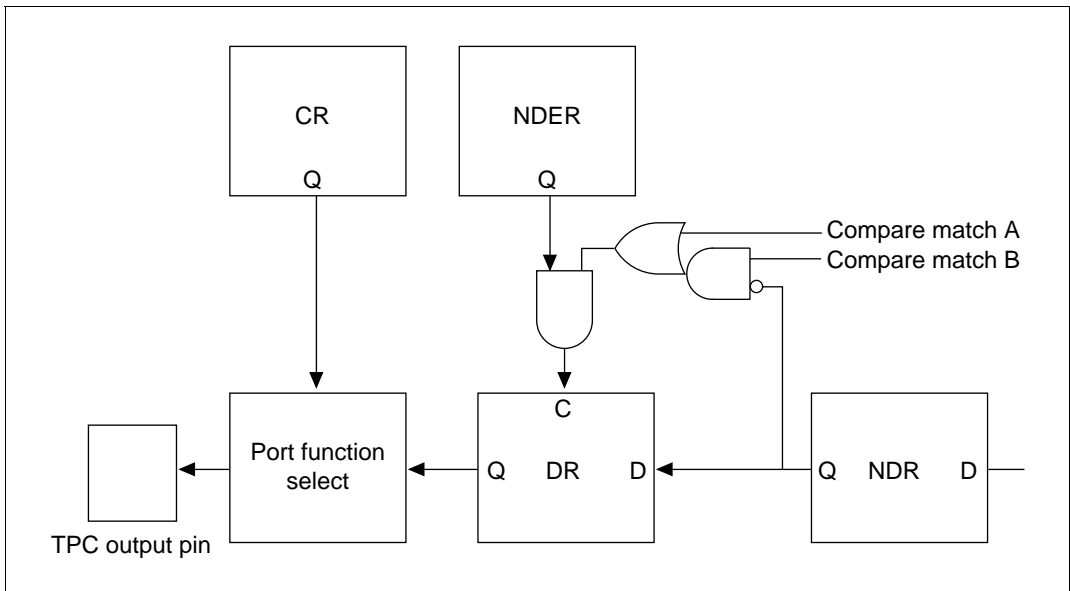 CR
NDER
Q
Q
Compare match A
Compare match B
C
Port function
select
Q
DR
D
Q
NDR
D
TPC output pin